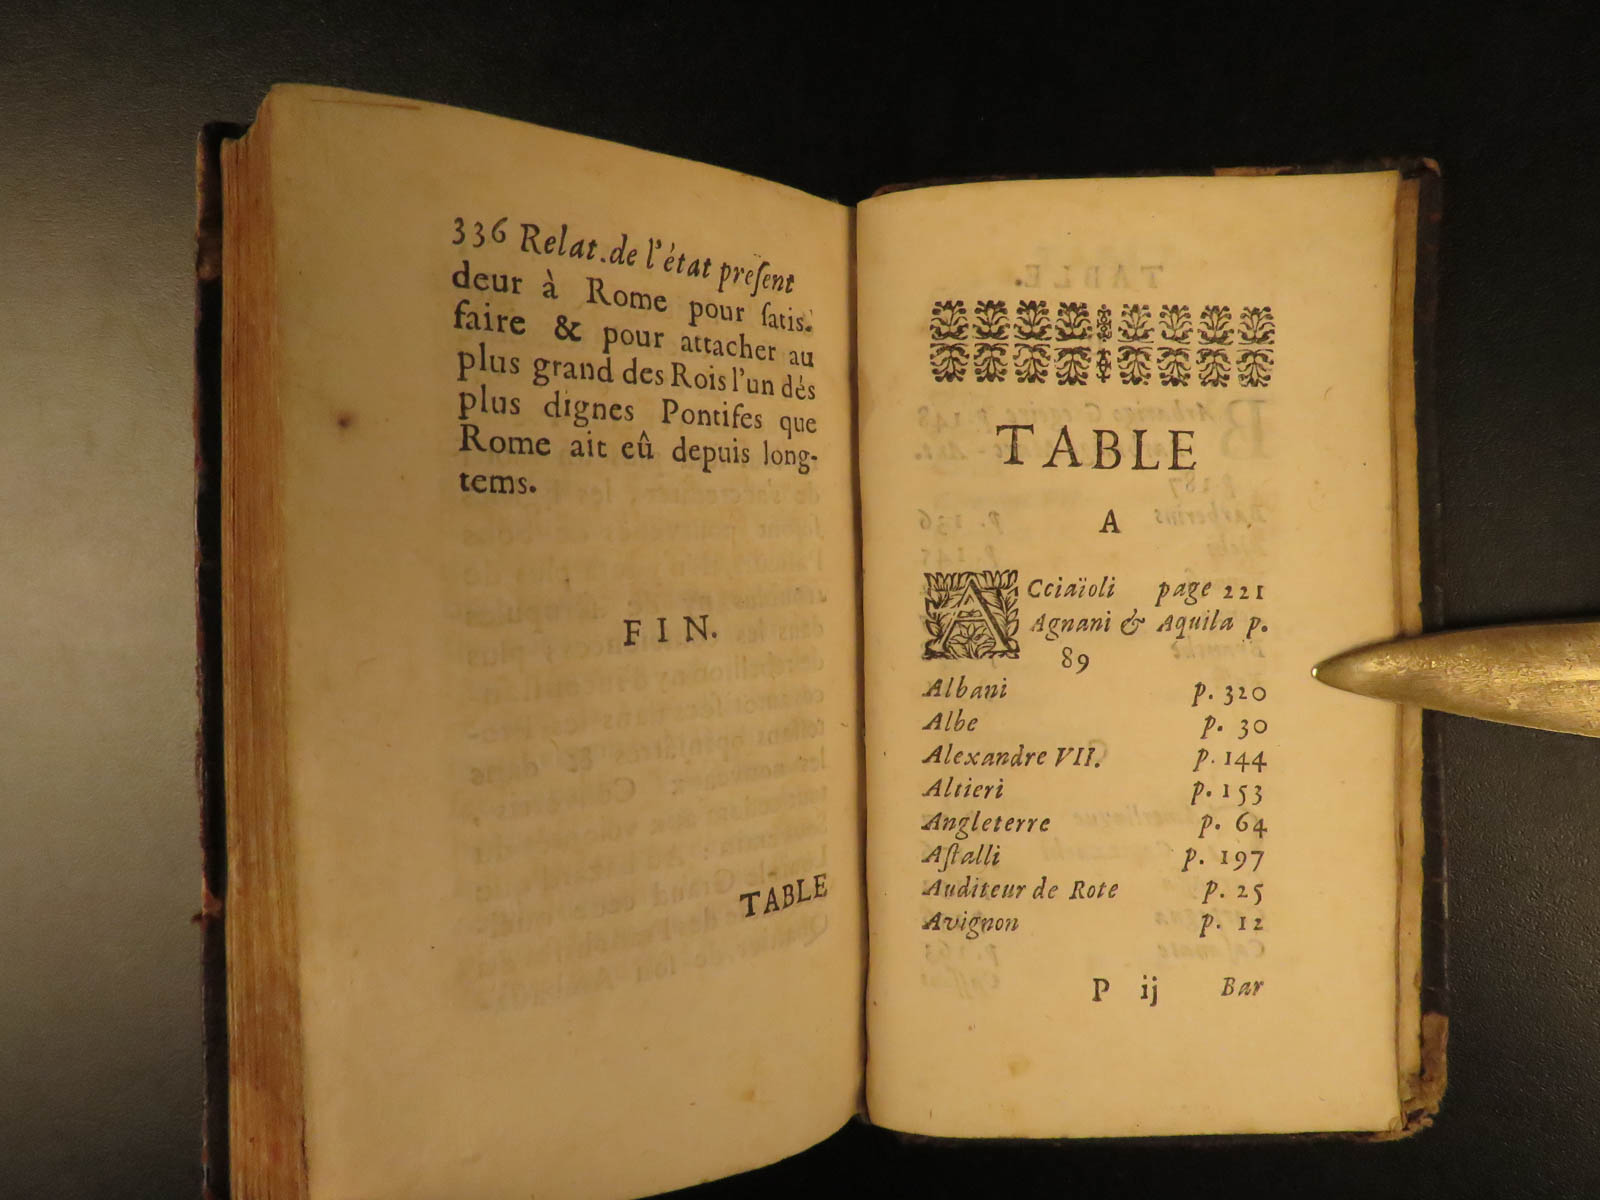 336 Relat. de l'état preſent
deur à Rome pour ſatis-
faire & pour attacher au
plus grand des Rois l'un dés
plus dignes Pontifes que
Rome ait eû depuis long-
tems.
FIN.
TABLE
TABLE
A
ACciaïoli page 221
Agnani & Aquila p.
89
Albani p. 320
Albe p. 30
Alexandre VII. p. 144
Altieri p. 153
Angleterre p. 64
Aſtalli p. 197
Auditeur de Rote p. 25
Avignon p. 12
P ij Bar